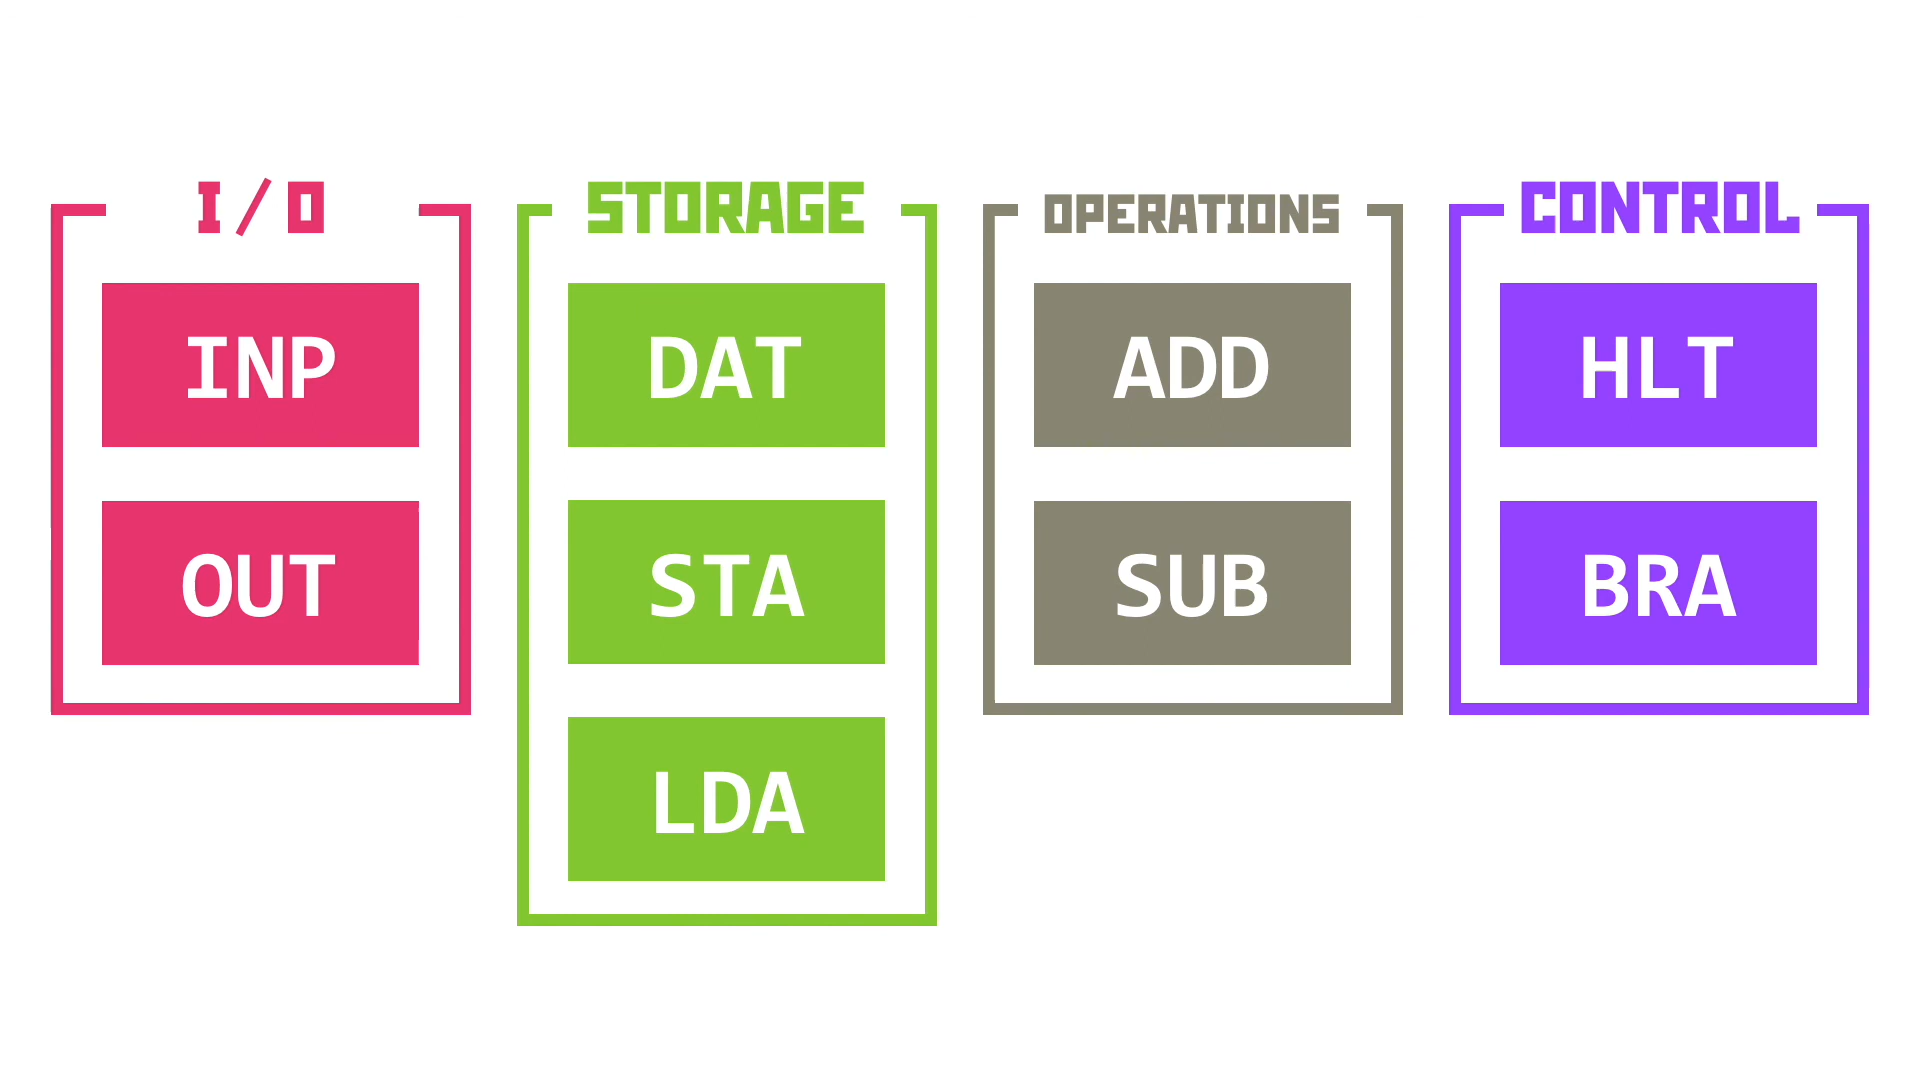 I/O
INP
OUT
STORAGE
DAT
STA
LDA
OPERATIONS
ADD
SUB
CONTROL
HLT
BRA